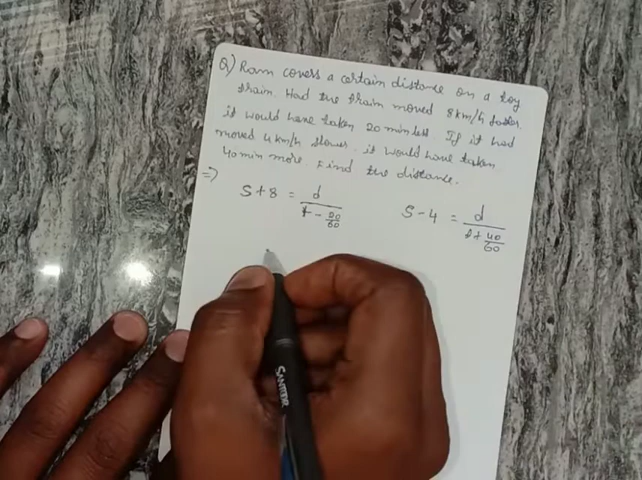 Q) Ram covers a certain distance on a toy
train. Had the train moved 8km/h faster.
it would have taken 20 min less. If it had
moved 4 km/h slower. it would have taken
40 min more Find the distance.
=>
S+8 = d / (t - 20/60)
S-4 = d / (t + 40/60)